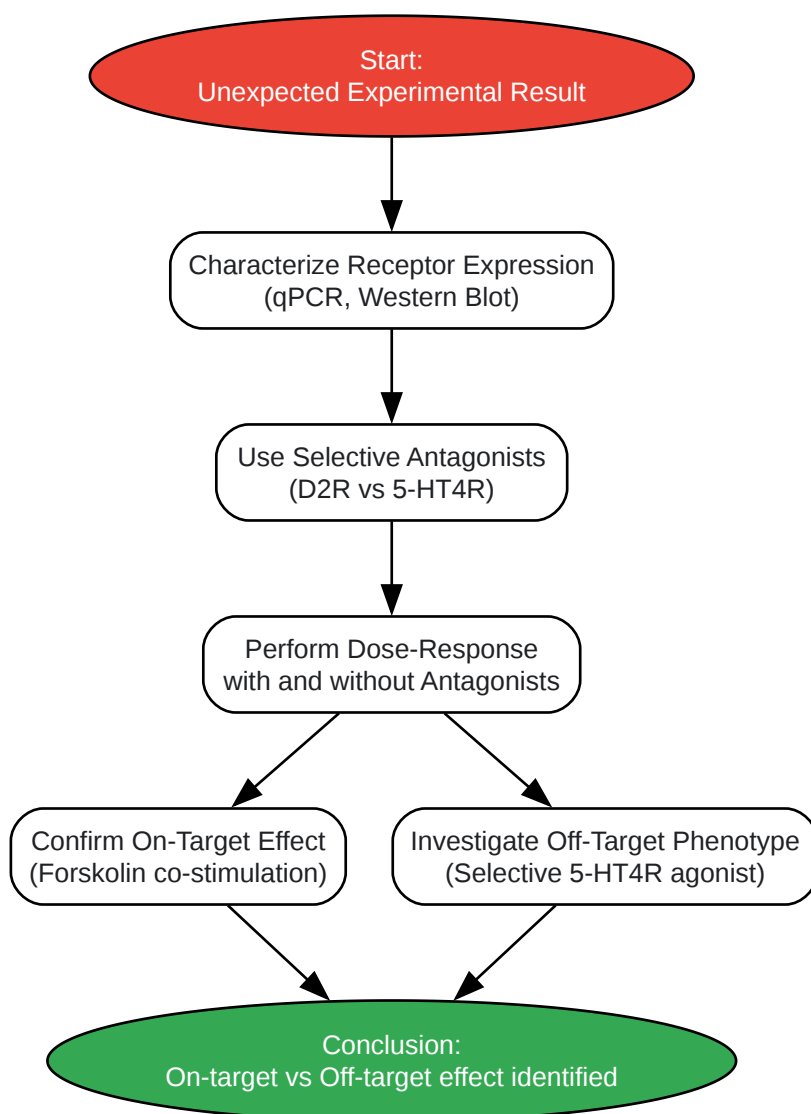 Start:
Unexpected Experimental Result
Characterize Receptor Expression
(qPCR, Western Blot)
Use Selective Antagonists
(D2R vs 5-HT4R)
Perform Dose-Response
with and without Antagonists
Confirm On-Target Effect
(Forskolin co-stimulation)
Investigate Off-Target Phenotype
(Selective 5-HT4R agonist)
Conclusion:
On-target vs Off-target effect identified